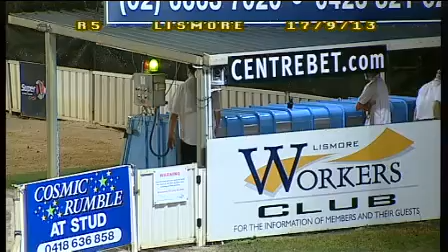 R5 LISMORE 17/9/13
CENTREBET.com
Super
LISMORE
WORKERS
CLUB
FOR THE INFORMATION OF MEMBERS AND THEIR GUESTS
COSMIC
RUMBLE
AT STUD
0418 636 858